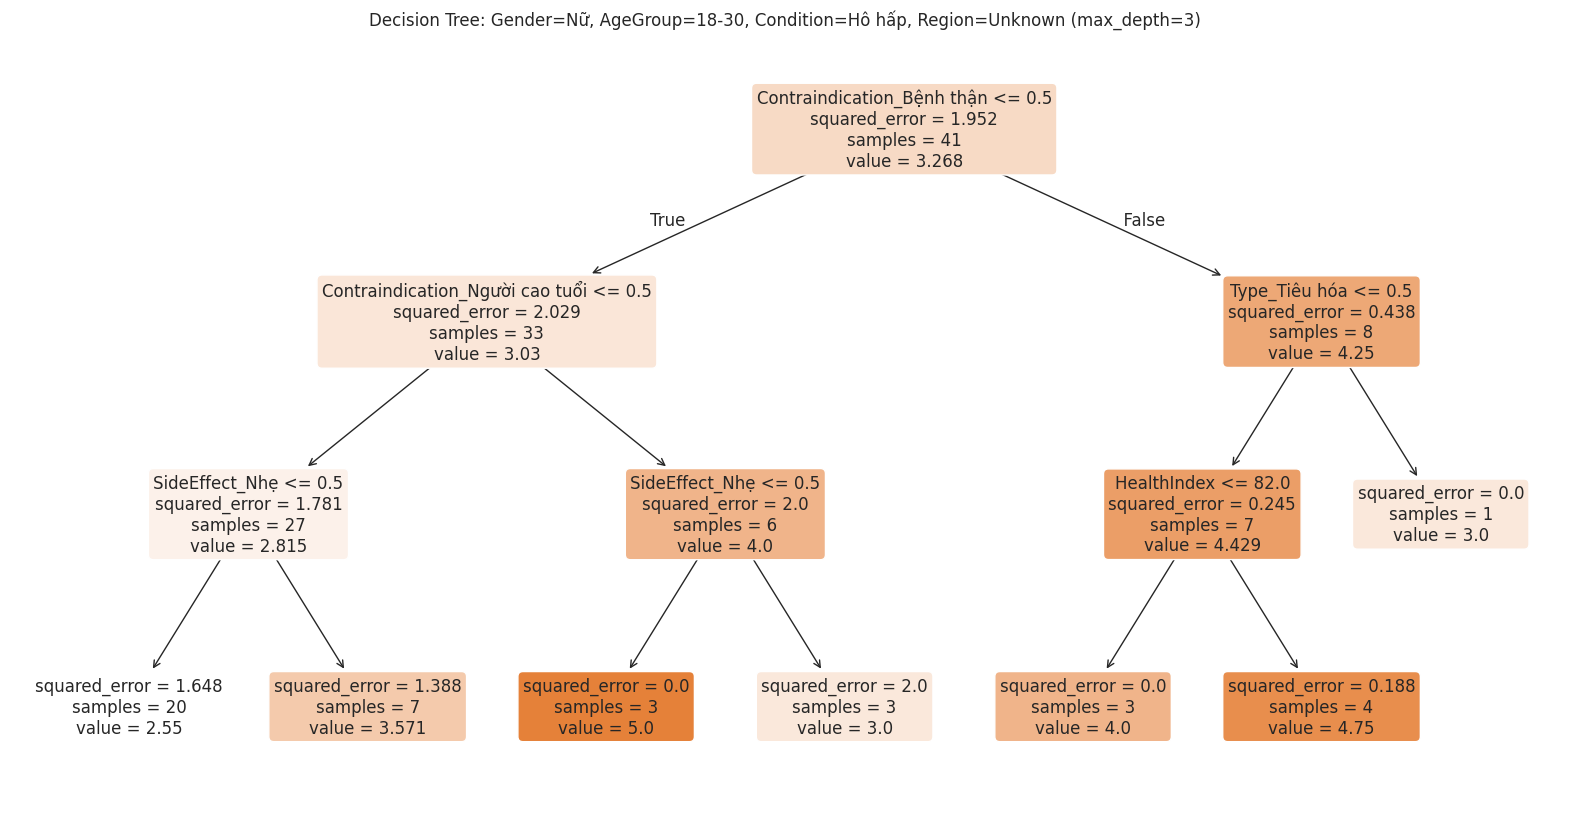 Decision Tree: Gender=Nữ, AgeGroup=18-30, Condition=Hô hấp, Region=Unknown (max_depth=3)
Contraindication_Bệnh thận <= 0.5
squared_error = 1.952
samples = 41
value = 3.268
True
False
Contraindication_Người cao tuổi <= 0.5
squared_error = 2.029
samples = 33
value = 3.03
Type_Tiêu hóa <= 0.5
squared_error = 0.438
samples = 8
value = 4.25
SideEffect_Nhẹ <= 0.5
squared_error = 1.781
samples = 27
value = 2.815
SideEffect_Nhẹ <= 0.5
squared_error = 2.0
samples = 6
value = 4.0
HealthIndex <= 82.0
squared_error = 0.245
samples = 7
value = 4.429
squared_error = 0.0
samples = 1
value = 3.0
squared_error = 1.648
samples = 20
value = 2.55
squared_error = 1.388
samples = 7
value = 3.571
squared_error = 0.0
samples = 3
value = 5.0
squared_error = 2.0
samples = 3
value = 3.0
squared_error = 0.0
samples = 3
value = 4.0
squared_error = 0.188
samples = 4
value = 4.75